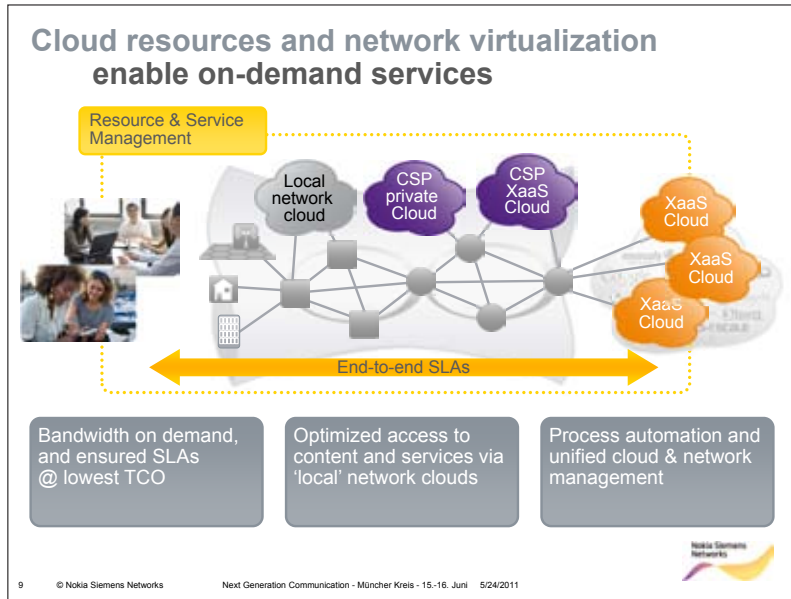 Cloud resources and network virtualization
enable on-demand services
Resource & Service
Management
Local
network
cloud
CSP
private
Cloud
CSP
XaaS
Cloud
XaaS
Cloud
XaaS
Cloud
XaaS
Cloud
End-to-end SLAs
Bandwidth on demand,
and ensured SLAs
@ lowest TCO
Optimized access to
content and services via
'local' network clouds
Process automation and
unified cloud & network
management
Nokia Siemens
Networks
9 © Nokia Siemens Networks Next Generation Communication - Müncher Kreis - 15.-16. Juni 5/24/2011